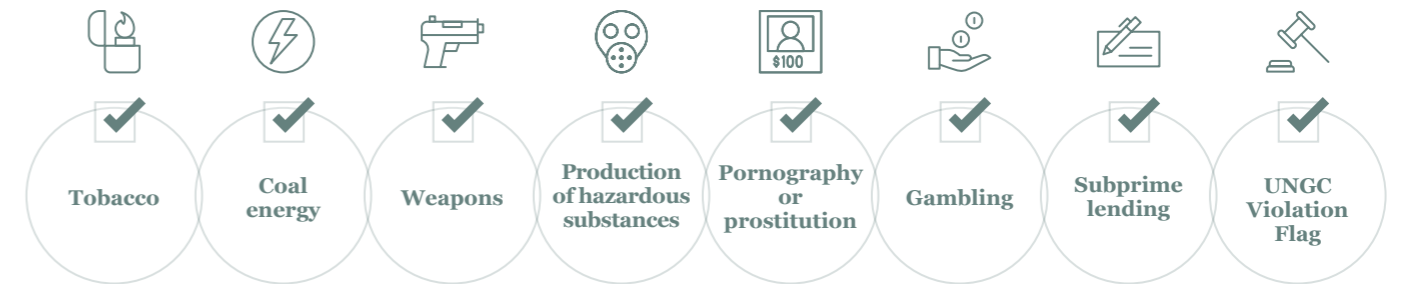 $100
Tobacco
Coal
energy
Weapons
Production
of hazardous
substances
Pornography
or
prostitution
Gambling
Subprime
lending
UNGC
Violation
Flag